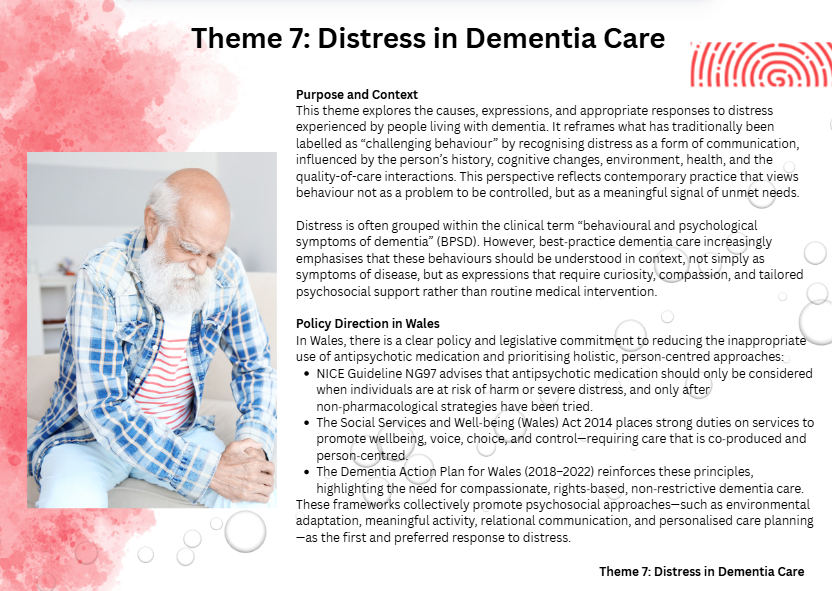 Theme 7: Distress in Dementia Care
Purpose and Context
This theme explores the causes, expressions, and appropriate responses to distress
experienced by people living with dementia. It reframes what has traditionally been
labelled as “challenging behaviour” by recognising distress as a form of communication,
influenced by the person’s history, cognitive changes, environment, health, and the
quality-of-care interactions. This perspective reflects contemporary practice that views
behaviour not as a problem to be controlled, but as a meaningful signal of unmet needs.
Distress is often grouped within the clinical term “behavioural and psychological
symptoms of dementia” (BPSD). However, best-practice dementia care increasingly
emphasises that these behaviours should be understood in context, not simply as
symptoms of disease, but as expressions that require curiosity, compassion, and tailored
psychosocial support rather than routine medical intervention.
Policy Direction in Wales
In Wales, there is a clear policy and legislative commitment to reducing the inappropriate
use of antipsychotic medication and prioritising holistic, person-centred approaches:
• NICE Guideline NG97 advises that antipsychotic medication should only be considered
when individuals are at risk of harm or severe distress, and only after
non-pharmacological strategies have been tried.
• The Social Services and Well-being (Wales) Act 2014 places strong duties on services to
promote wellbeing, voice, choice, and control—requiring care that is co-produced and
person-centred.
• The Dementia Action Plan for Wales (2018–2022) reinforces these principles,
highlighting the need for compassionate, rights-based, non-restrictive dementia care.
These frameworks collectively promote psychosocial approaches—such as environmental
adaptation, meaningful activity, relational communication, and personalised care planning
—as the first and preferred response to distress.
Theme 7: Distress in Dementia Care